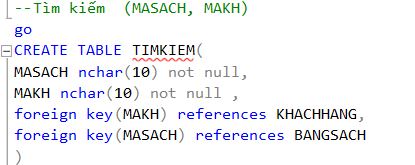 --Tìm kiếm  (MASACH, MAKH)
go
CREATE TABLE TIMKIEM(
MASACH nchar(10) not null,
MAKH nchar(10) not null ,
foreign key(MAKH) references KHACHHANG,
foreign key(MASACH) references BANGSACH
)